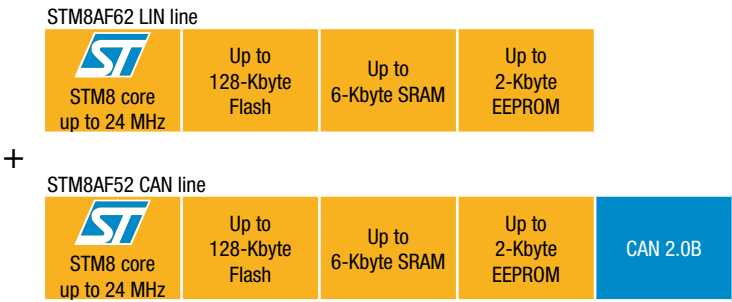 STM8AF62 LIN line
ST
STM8 core
up to 24 MHz
Up to
128-Kbyte
Flash
Up to
6-Kbyte SRAM
Up to
2-Kbyte
EEPROM
+
STM8AF52 CAN line
ST
STM8 core
up to 24 MHz
Up to
128-Kbyte
Flash
Up to
6-Kbyte SRAM
Up to
2-Kbyte
EEPROM
CAN 2.0B